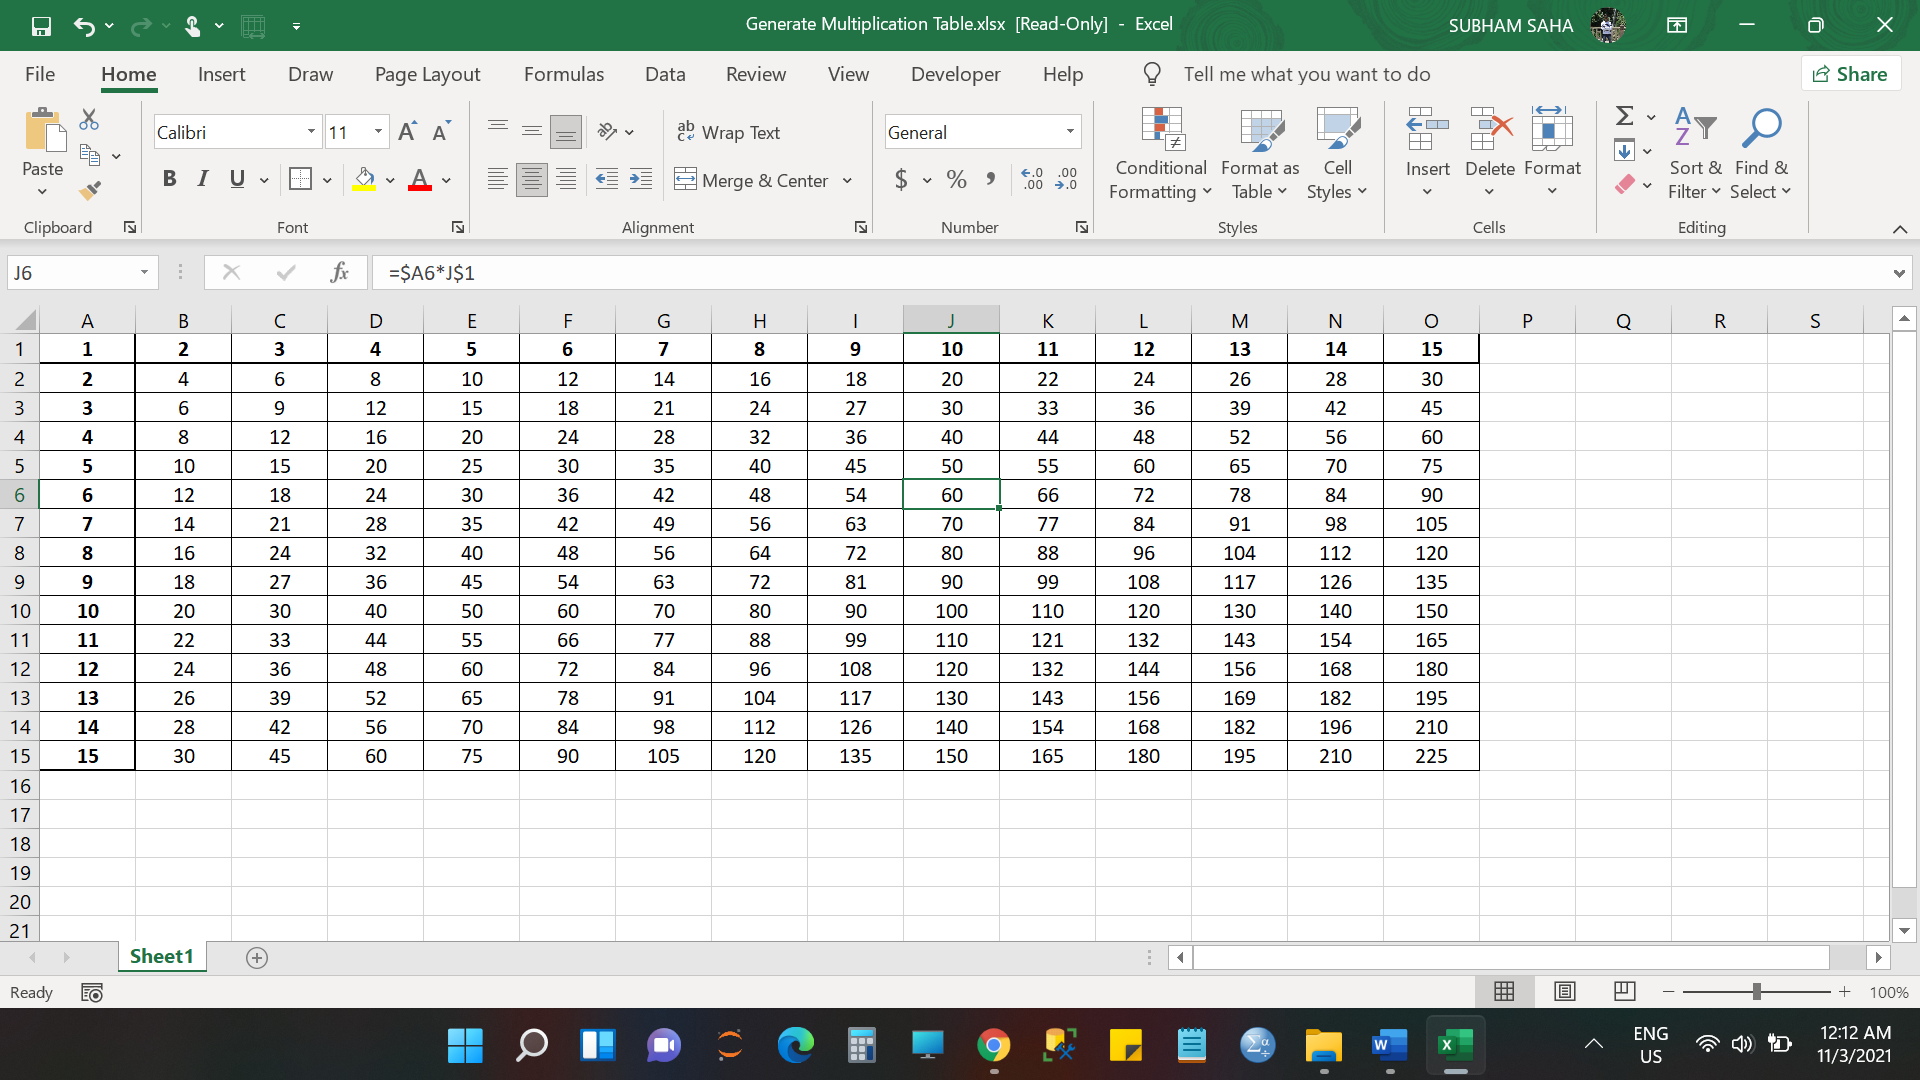 Generate Multiplication Table.xlsx [Read-Only] - Excel
SUBHAM SAHA
File Home Insert Draw Page Layout Formulas Data Review View Developer Help Tell me what you want to do Share
Paste
Calibri 11
ab c Wrap Text
General
B I U A
Merge & Center
$ % , .0 .00 .00 .0
Conditional Formatting
Format as Table
Cell Styles
Insert Delete Format
Sort & Filter
Find & Select
Clipboard Font Alignment Number Styles Cells Editing
J6 fx =$A6*J$1
A B C D E F G H I J K L M N O P Q R S
1 1 2 3 4 5 6 7 8 9 10 11 12 13 14 15
2 2 4 6 8 10 12 14 16 18 20 22 24 26 28 30
3 3 6 9 12 15 18 21 24 27 30 33 36 39 42 45
4 4 8 12 16 20 24 28 32 36 40 44 48 52 56 60
5 5 10 15 20 25 30 35 40 45 50 55 60 65 70 75
6 6 12 18 24 30 36 42 48 54 60 66 72 78 84 90
7 7 14 21 28 35 42 49 56 63 70 77 84 91 98 105
8 8 16 24 32 40 48 56 64 72 80 88 96 104 112 120
9 9 18 27 36 45 54 63 72 81 90 99 108 117 126 135
10 10 20 30 40 50 60 70 80 90 100 110 120 130 140 150
11 11 22 33 44 55 66 77 88 99 110 121 132 143 154 165
12 12 24 36 48 60 72 84 96 108 120 132 144 156 168 180
13 13 26 39 52 65 78 91 104 117 130 143 156 169 182 195
14 14 28 42 56 70 84 98 112 126 140 154 168 182 196 210
15 15 30 45 60 75 90 105 120 135 150 165 180 195 210 225
16
17
18
19
20
21
Sheet1
Ready 100%
ENG
US
12:12 AM
11/3/2021